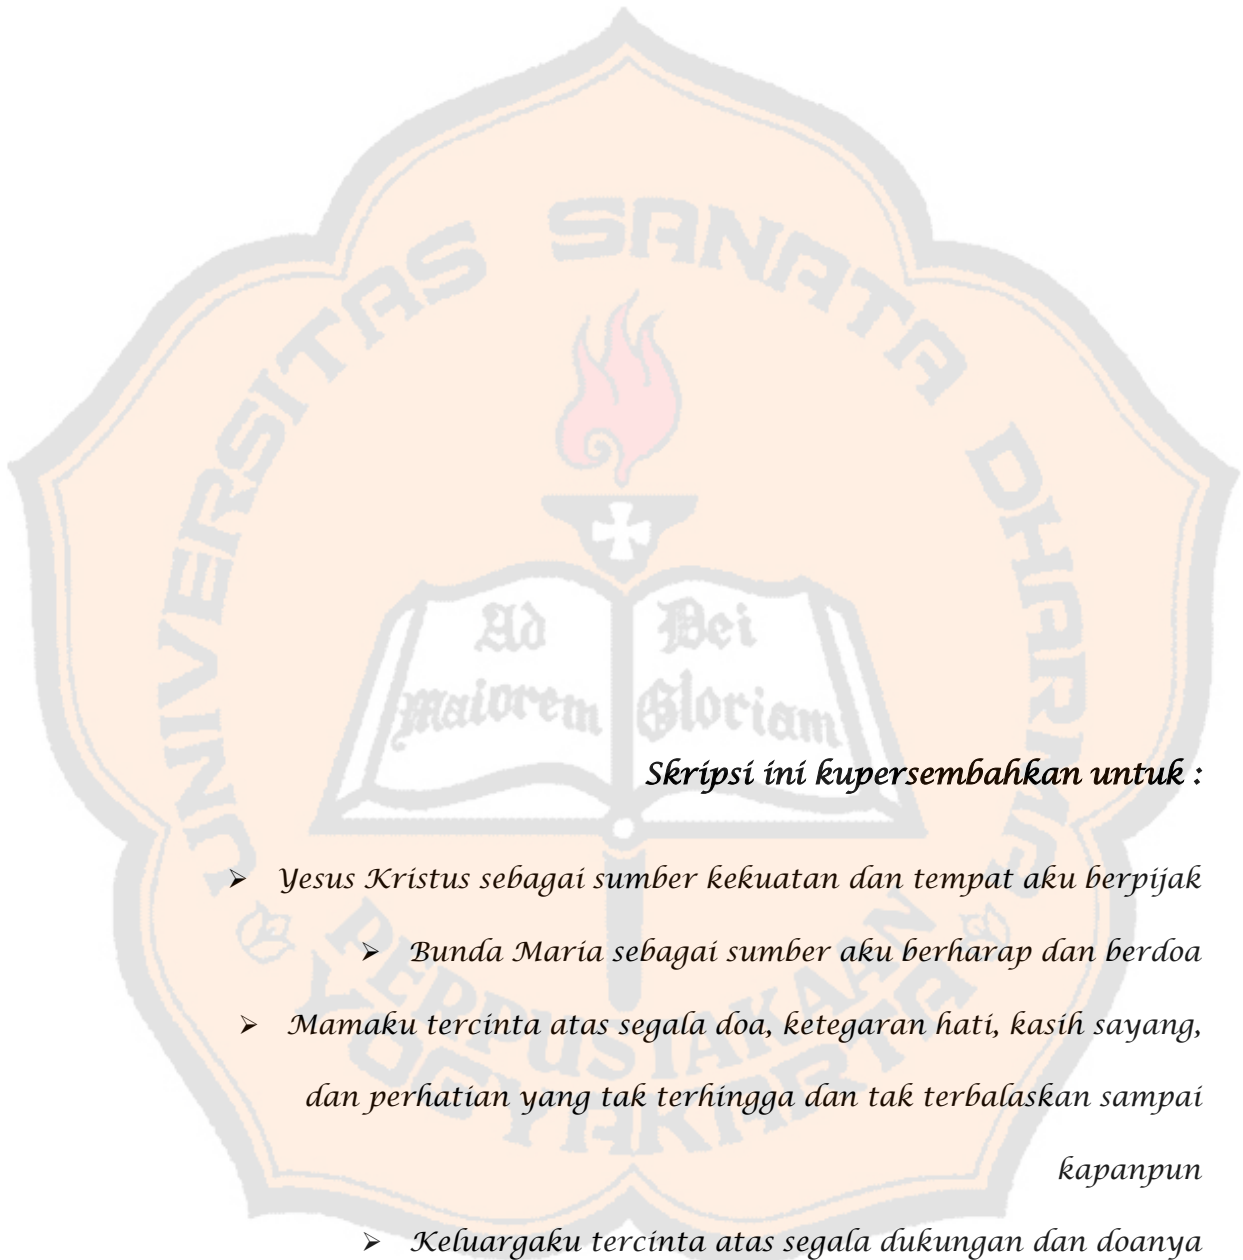 UNIVERSITAS SANATA DHARMA
Ad Dei
maiorem Gloriam
Skripsi ini kupersembahkan untuk :
➢ Yesus Kristus sebagai sumber kekuatan dan tempat aku berpijak
➢ Bunda Maria sebagai sumber aku berharap dan berdoa
➢ Mamaku tercinta atas segala doa, ketegaran hati, kasih sayang,
dan perhatian yang tak terhingga dan tak terbalaskan sampai
kapanpun
➢ Keluargaku tercinta atas segala dukungan dan doanya
PERPUSTAKAAN
YOGYAKARTA